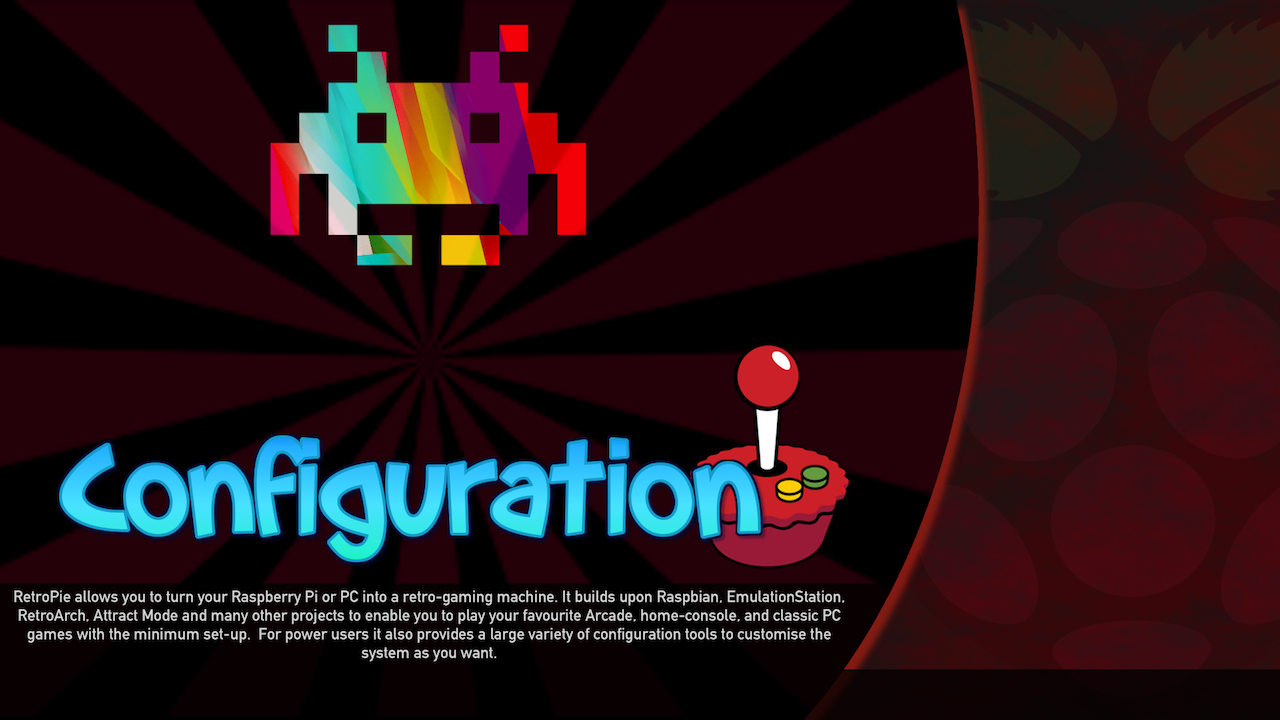 Configuration
RetroPie allows you to turn your Raspberry Pi or PC into a retro-gaming machine. It builds upon Raspbian, EmulationStation,
RetroArch, Attract Mode and many other projects to enable you to play your favourite Arcade, home-console, and classic PC
games with the minimum set-up.  For power users it also provides a large variety of configuration tools to customise the
system as you want.